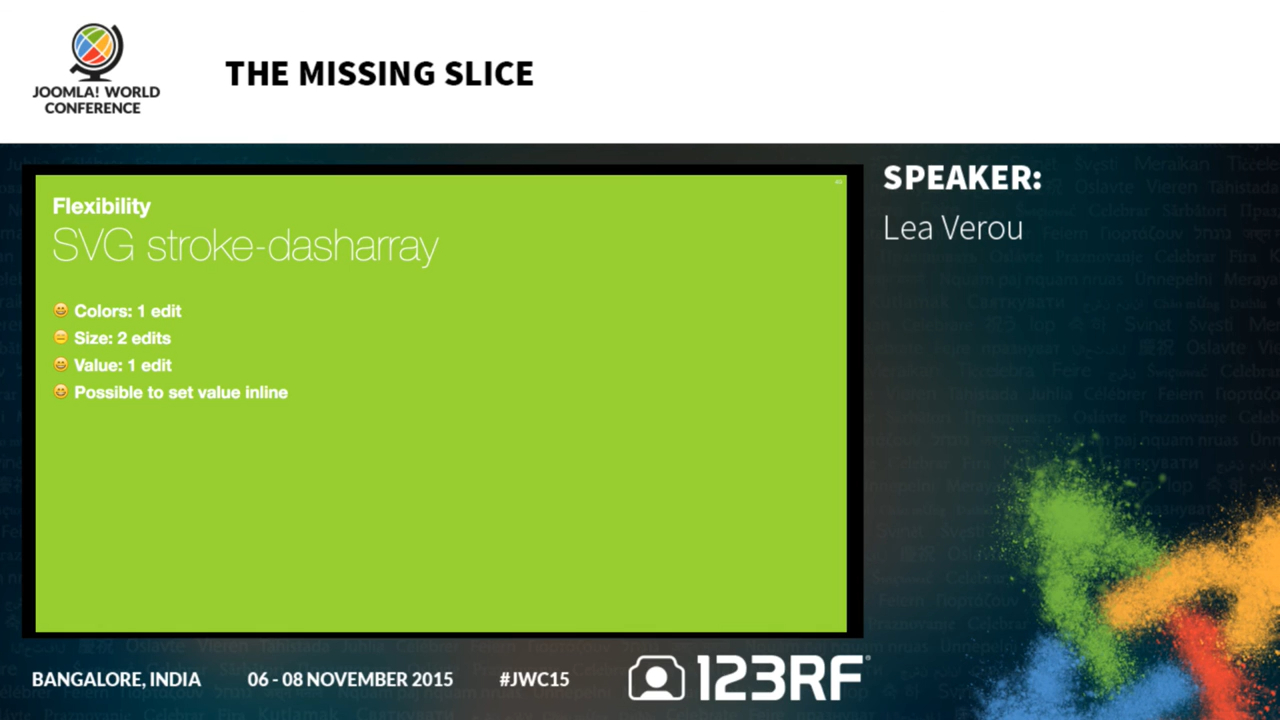 JOOMLA! WORLD
CONFERENCE
THE MISSING SLICE
Flexibility
SVG stroke-dasharray
Colors: 1 edit
Size: 2 edits
Value: 1 edit
Possible to set value inline
SPEAKER:
Lea Verou
BANGALORE, INDIA
06 - 08 NOVEMBER 2015
#JWC15
123RF®